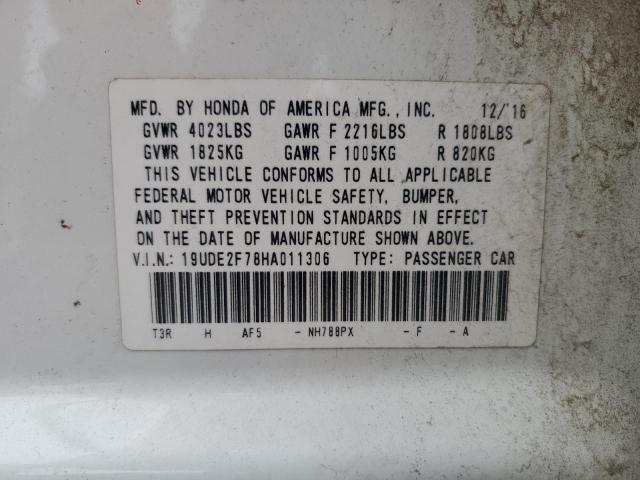 MFD. BY HONDA OF AMERICA MFG., INC. 12/'16
GVWR 4023LBS GAWR F 2216LBS R 1808LBS
GVWR 1825KG GAWR F 1005KG R 820KG
THIS VEHICLE CONFORMS TO ALL APPLICABLE
FEDERAL MOTOR VEHICLE SAFETY, BUMPER,
AND THEFT PREVENTION STANDARDS IN EFFECT
ON THE DATE OF MANUFACTURE SHOWN ABOVE.
V.I.N.: 19UDE2F78HA011306 TYPE: PASSENGER CAR
T3R H AF5 - NH788PX - F - A